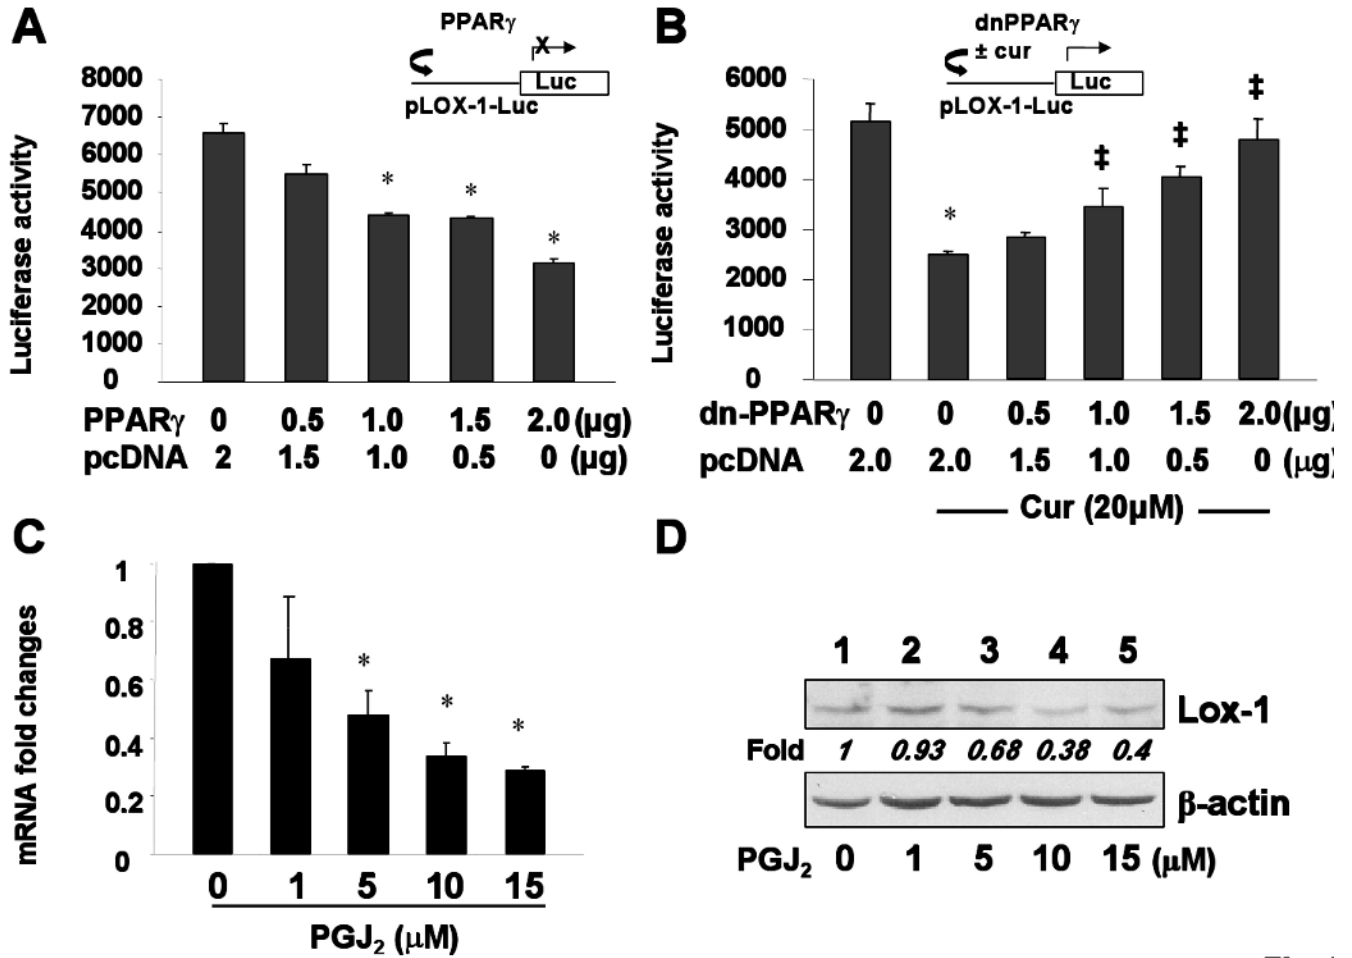 A
PPARγ
X
Luc
pLOX-1-Luc
Luciferase activity
8000
7000
6000
5000
4000
3000
2000
1000
0
* * *
PPARγ 0 0.5 1.0 1.5 2.0 (µg)
pcDNA 2 1.5 1.0 0.5 0 (µg)
B
dnPPARγ
± cur
Luc
pLOX-1-Luc
Luciferase activity
6000
5000
4000
3000
2000
1000
0
* ‡ ‡ ‡
dn-PPARγ 0 0 0.5 1.0 1.5 2.0 (µg)
pcDNA 2.0 2.0 1.5 1.0 0.5 0 (µg)
Cur (20µM)
C
mRNA fold changes
1
0.8
0.6
0.4
0.2
0
* * *
0 1 5 10 15
PGJ2 (µM)
D
1 2 3 4 5
Lox-1
Fold 1 0.93 0.68 0.38 0.4
β-actin
PGJ2 0 1 5 10 15 (µM)